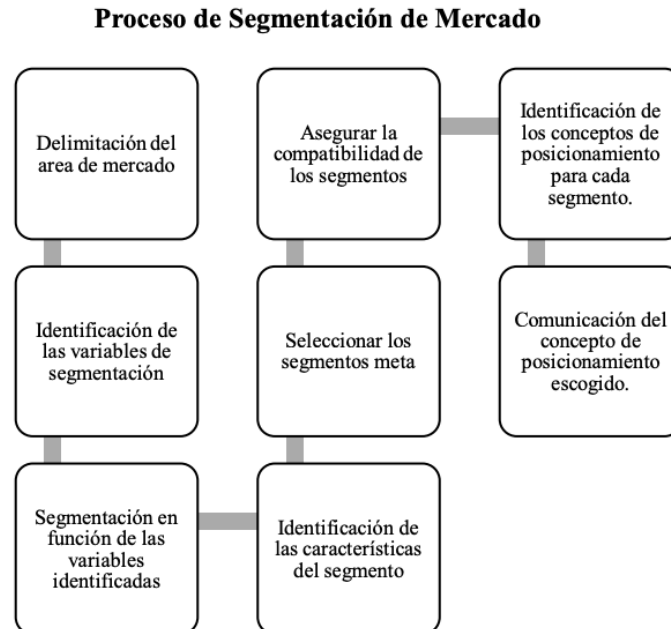 Proceso de Segmentación de Mercado
Delimitación del
area de mercado
Identificación de
las variables de
segmentación
Segmentación en
función de las
variables
identificadas
Identificación de
las características
del segmento
Seleccionar los
segmentos meta
Asegurar la
compatibilidad de
los segmentos
Identificación de
los conceptos de
posicionamiento
para cada
segmento.
Comunicación del
concepto de
posicionamiento
escogido.